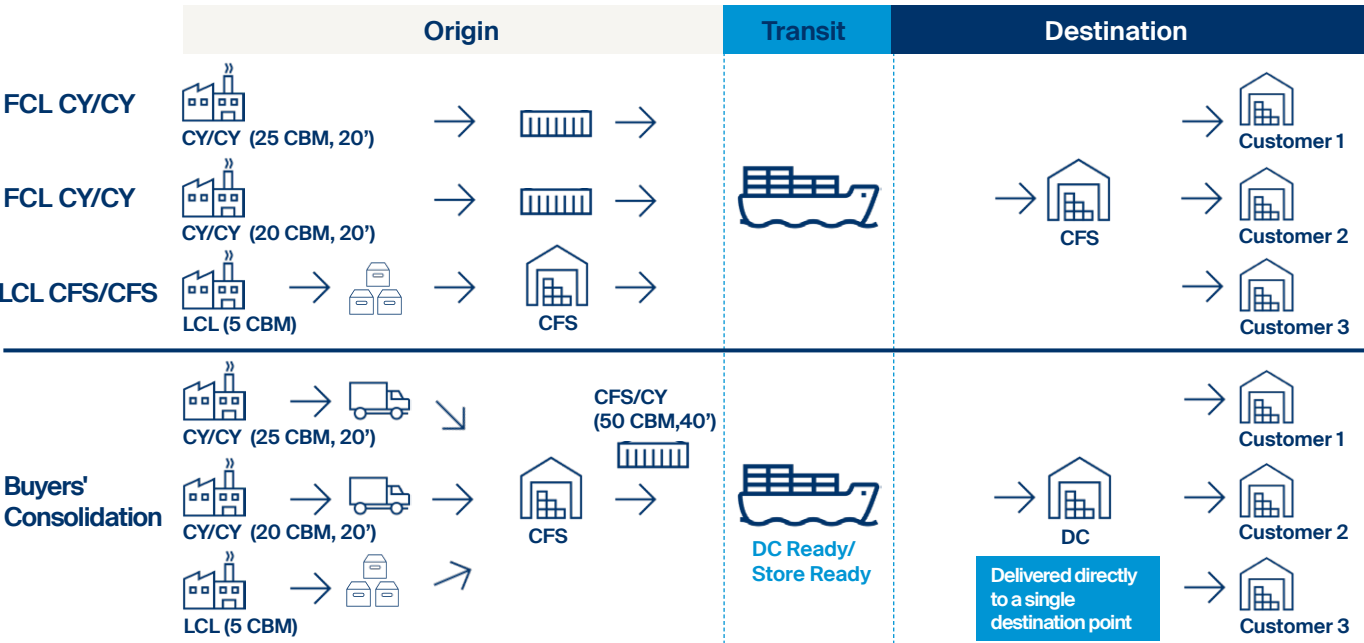 Origin
Transit
Destination
FCL CY/CY
CY/CY (25 CBM, 20’)
Customer 1
FCL CY/CY
CY/CY (20 CBM, 20’)
CFS
Customer 2
LCL CFS/CFS
LCL (5 CBM)
CFS
Customer 3
CY/CY (25 CBM, 20’)
CFS/CY
(50 CBM,40’)
Customer 1
Buyers'
Consolidation
CY/CY (20 CBM, 20’)
CFS
DC Ready/
Store Ready
DC
Customer 2
Delivered directly
to a single
destination point
LCL (5 CBM)
Customer 3